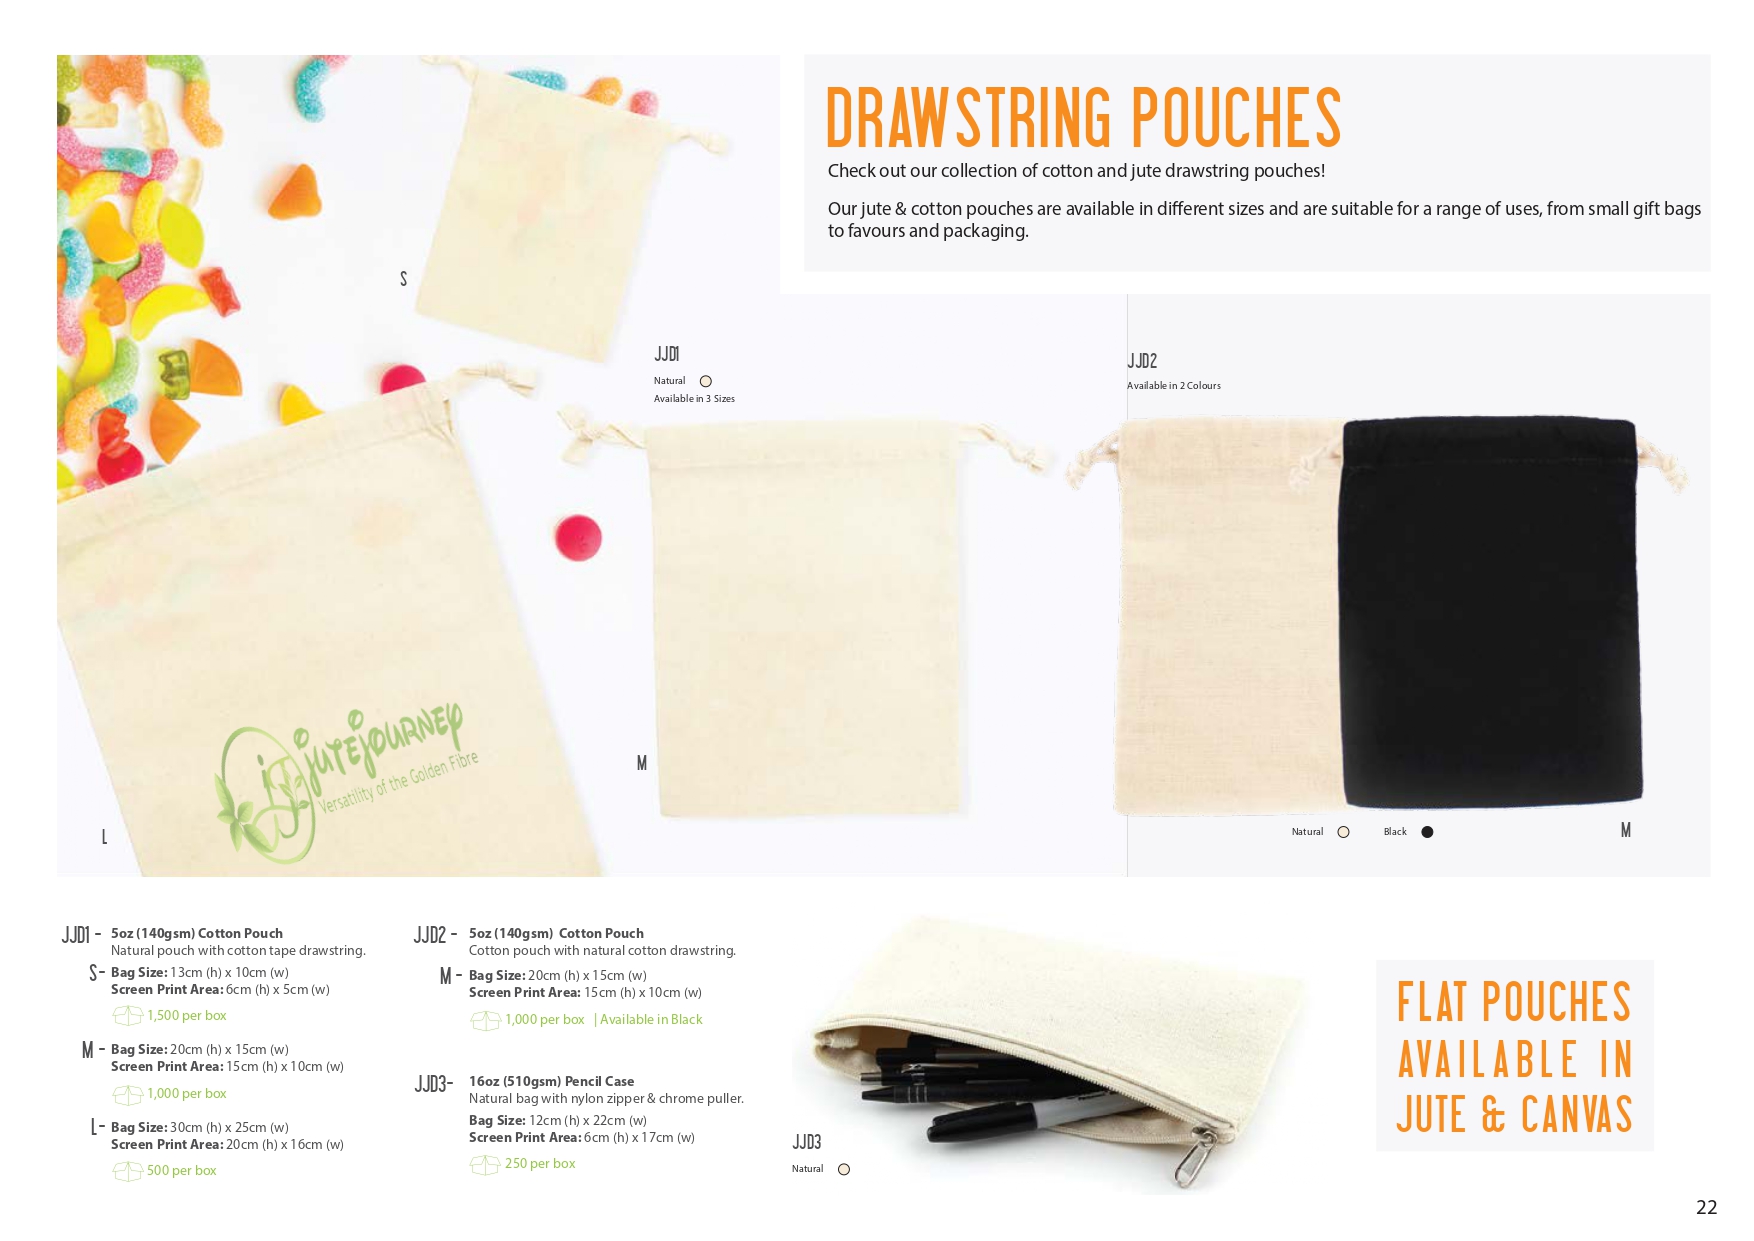 DRAWSTRING POUCHES
Check out our collection of cotton and jute drawstring pouches!
Our jute & cotton pouches are available in different sizes and are suitable for a range of uses, from small gift bags
to favours and packaging.
S
JJD1
Natural
Available in 3 Sizes
JJD2
Available in 2 Colours
jutejourney
Versatility of the Golden Fibre
L
M
Natural Black
M
JJD1 - 5oz (140gsm) Cotton Pouch
Natural pouch with cotton tape drawstring.
S- Bag Size: 13cm (h) x 10cm (w)
Screen Print Area: 6cm (h) x 5cm (w)
1,500 per box
M - Bag Size: 20cm (h) x 15cm (w)
Screen Print Area: 15cm (h) x 10cm (w)
1,000 per box
L- Bag Size: 30cm (h) x 25cm (w)
Screen Print Area: 20cm (h) x 16cm (w)
500 per box
JJD2 - 5oz (140gsm) Cotton Pouch
Cotton pouch with natural cotton drawstring.
M - Bag Size: 20cm (h) x 15cm (w)
Screen Print Area: 15cm (h) x 10cm (w)
1,000 per box | Available in Black
JJD3- 16oz (510gsm) Pencil Case
Natural bag with nylon zipper & chrome puller.
Bag Size: 12cm (h) x 22cm (w)
Screen Print Area: 6cm (h) x 17cm (w)
250 per box
JJD3
Natural
FLAT POUCHES
AVAILABLE IN
JUTE & CANVAS
22